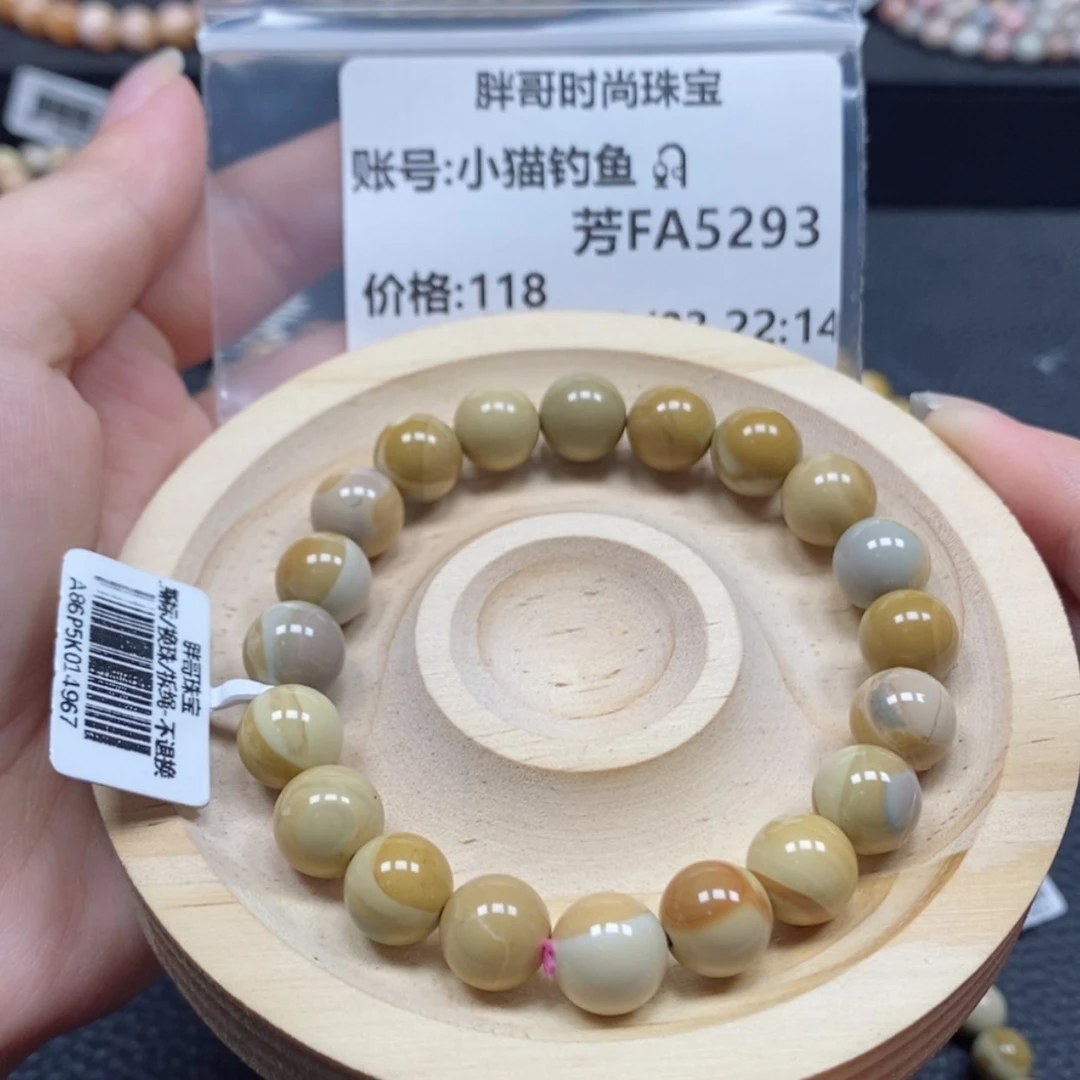 胖哥时尚珠宝
账号:小猫钓鱼
芳FA5293
价格:118
22:14
胖哥珠宝
不退换
A86P5K014967